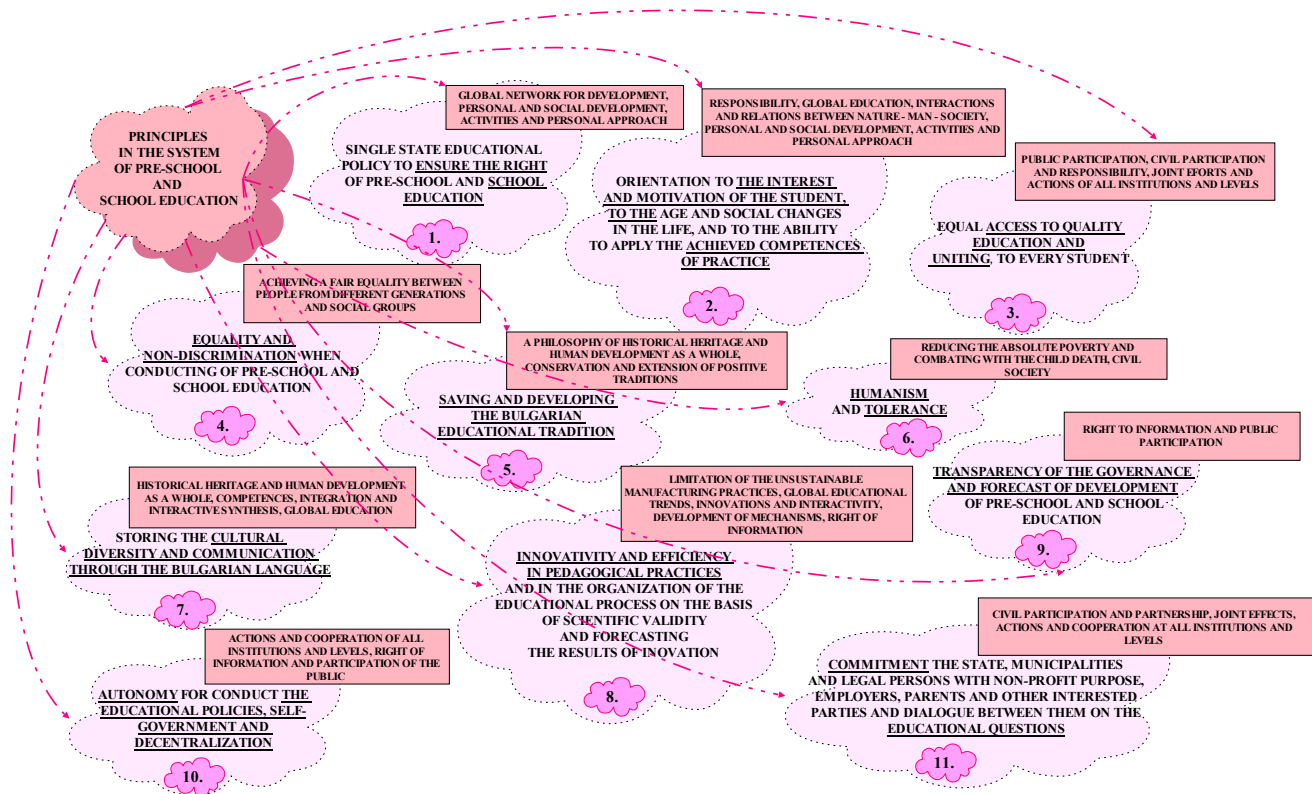 PRINCIPLES
IN THE SYSTEM
OF PRE-SCHOOL
AND
SCHOOL EDUCATION
GLOBAL NETWORK FOR DEVELOPMENT,
PERSONAL AND SOCIAL DEVELOPMENT,
ACTIVITIES AND PERSONAL APPROACH
SINGLE STATE EDUCATIONAL
POLICY TO ENSURE THE RIGHT
OF PRE-SCHOOL AND SCHOOL
EDUCATION
1.
RESPONSIBILITY, GLOBAL EDUCATION, INTERACTIONS
AND RELATIONS BETWEEN NATURE - MAN - SOCIETY,
PERSONAL AND SOCIAL DEVELOPMENT, ACTIVITIES AND
PERSONAL APPROACH
ORIENTATION TO THE INTEREST
AND MOTIVATION OF THE STUDENT,
TO THE AGE AND SOCIAL CHANGES
IN THE LIFE, AND TO THE ABILITY
TO APPLY THE ACHIEVED COMPETENCES
OF PRACTICE
2.
PUBLIC PARTICIPATION, CIVIL PARTICIPATION
AND RESPONSIBILITY, JOINT EFORTS AND
ACTIONS OF ALL INSTITUTIONS AND LEVELS
EQUAL ACCESS TO QUALITY
EDUCATION AND
UNITING, TO EVERY STUDENT
3.
ACHIEVING A FAIR EQUALITY BETWEEN
PEOPLE FROM DIFFERENT GENERATIONS
AND SOCIAL GROUPS
EQUALITY AND
NON-DISCRIMINATION WHEN
CONDUCTING OF PRE-SCHOOL AND
SCHOOL EDUCATION
4.
A PHILOSOPHY OF HISTORICAL HERITAGE AND
HUMAN DEVELOPMENT AS A WHOLE,
CONSERVATION AND EXTENSION OF POSITIVE
TRADITIONS
SAVING AND DEVELOPING
THE BULGARIAN
EDUCATIONAL TRADITION
5.
REDUCING THE ABSOLUTE POVERTY AND
COMBATING WITH THE CHILD DEATH, CIVIL
SOCIETY
HUMANISM
AND TOLERANCE
6.
HISTORICAL HERITAGE AND HUMAN DEVELOPMENT
AS A WHOLE, COMPETENCES, INTEGRATION AND
INTERACTIVE SYNTHESIS, GLOBAL EDUCATION
STORING THE CULTURAL
DIVERSITY AND COMMUNICATION
THROUGH THE BULGARIAN LANGUAGE
7.
LIMITATION OF THE UNSUSTAINABLE
MANUFACTURING PRACTICES, GLOBAL EDUCATIONAL
TRENDS, INNOVATIONS AND INTERACTIVITY,
DEVELOPMENT OF MECHANISMS, RIGHT OF
INFORMATION
INNOVATIVITY AND EFFICIENCY
IN PEDAGOGICAL PRACTICES
AND IN THE ORGANIZATION OF THE
EDUCATIONAL PROCESS ON THE BASIS
OF SCIENTIFIC VALIDITY
AND FORECASTING
THE RESULTS OF INOVATION
8.
RIGHT TO INFORMATION AND PUBLIC
PARTICIPATION
TRANSPARENCY OF THE GOVERNANCE
AND FORECAST OF DEVELOPMENT
OF PRE-SCHOOL AND SCHOOL
EDUCATION
9.
ACTIONS AND COOPERATION OF ALL
INSTITUTIONS AND LEVELS, RIGHT OF
INFORMATION AND PARTICIPATION OF THE
PUBLIC
AUTONOMY FOR CONDUCT THE
EDUCATIONAL POLICIES, SELF-
GOVERNMENT AND
DECENTRALIZATION
10.
CIVIL PARTICIPATION AND PARTNERSHIP, JOINT EFFECTS,
ACTIONS AND COOPERATION AT ALL INSTITUTIONS AND
LEVELS
COMMITMENT THE STATE, MUNICIPALITIES
AND LEGAL PERSONS WITH NON-PROFIT PURPOSE,
EMPLOYERS, PARENTS AND OTHER INTERESTED
PARTIES AND DIALOGUE BETWEEN THEM ON THE
EDUCATIONAL QUESTIONS
11.